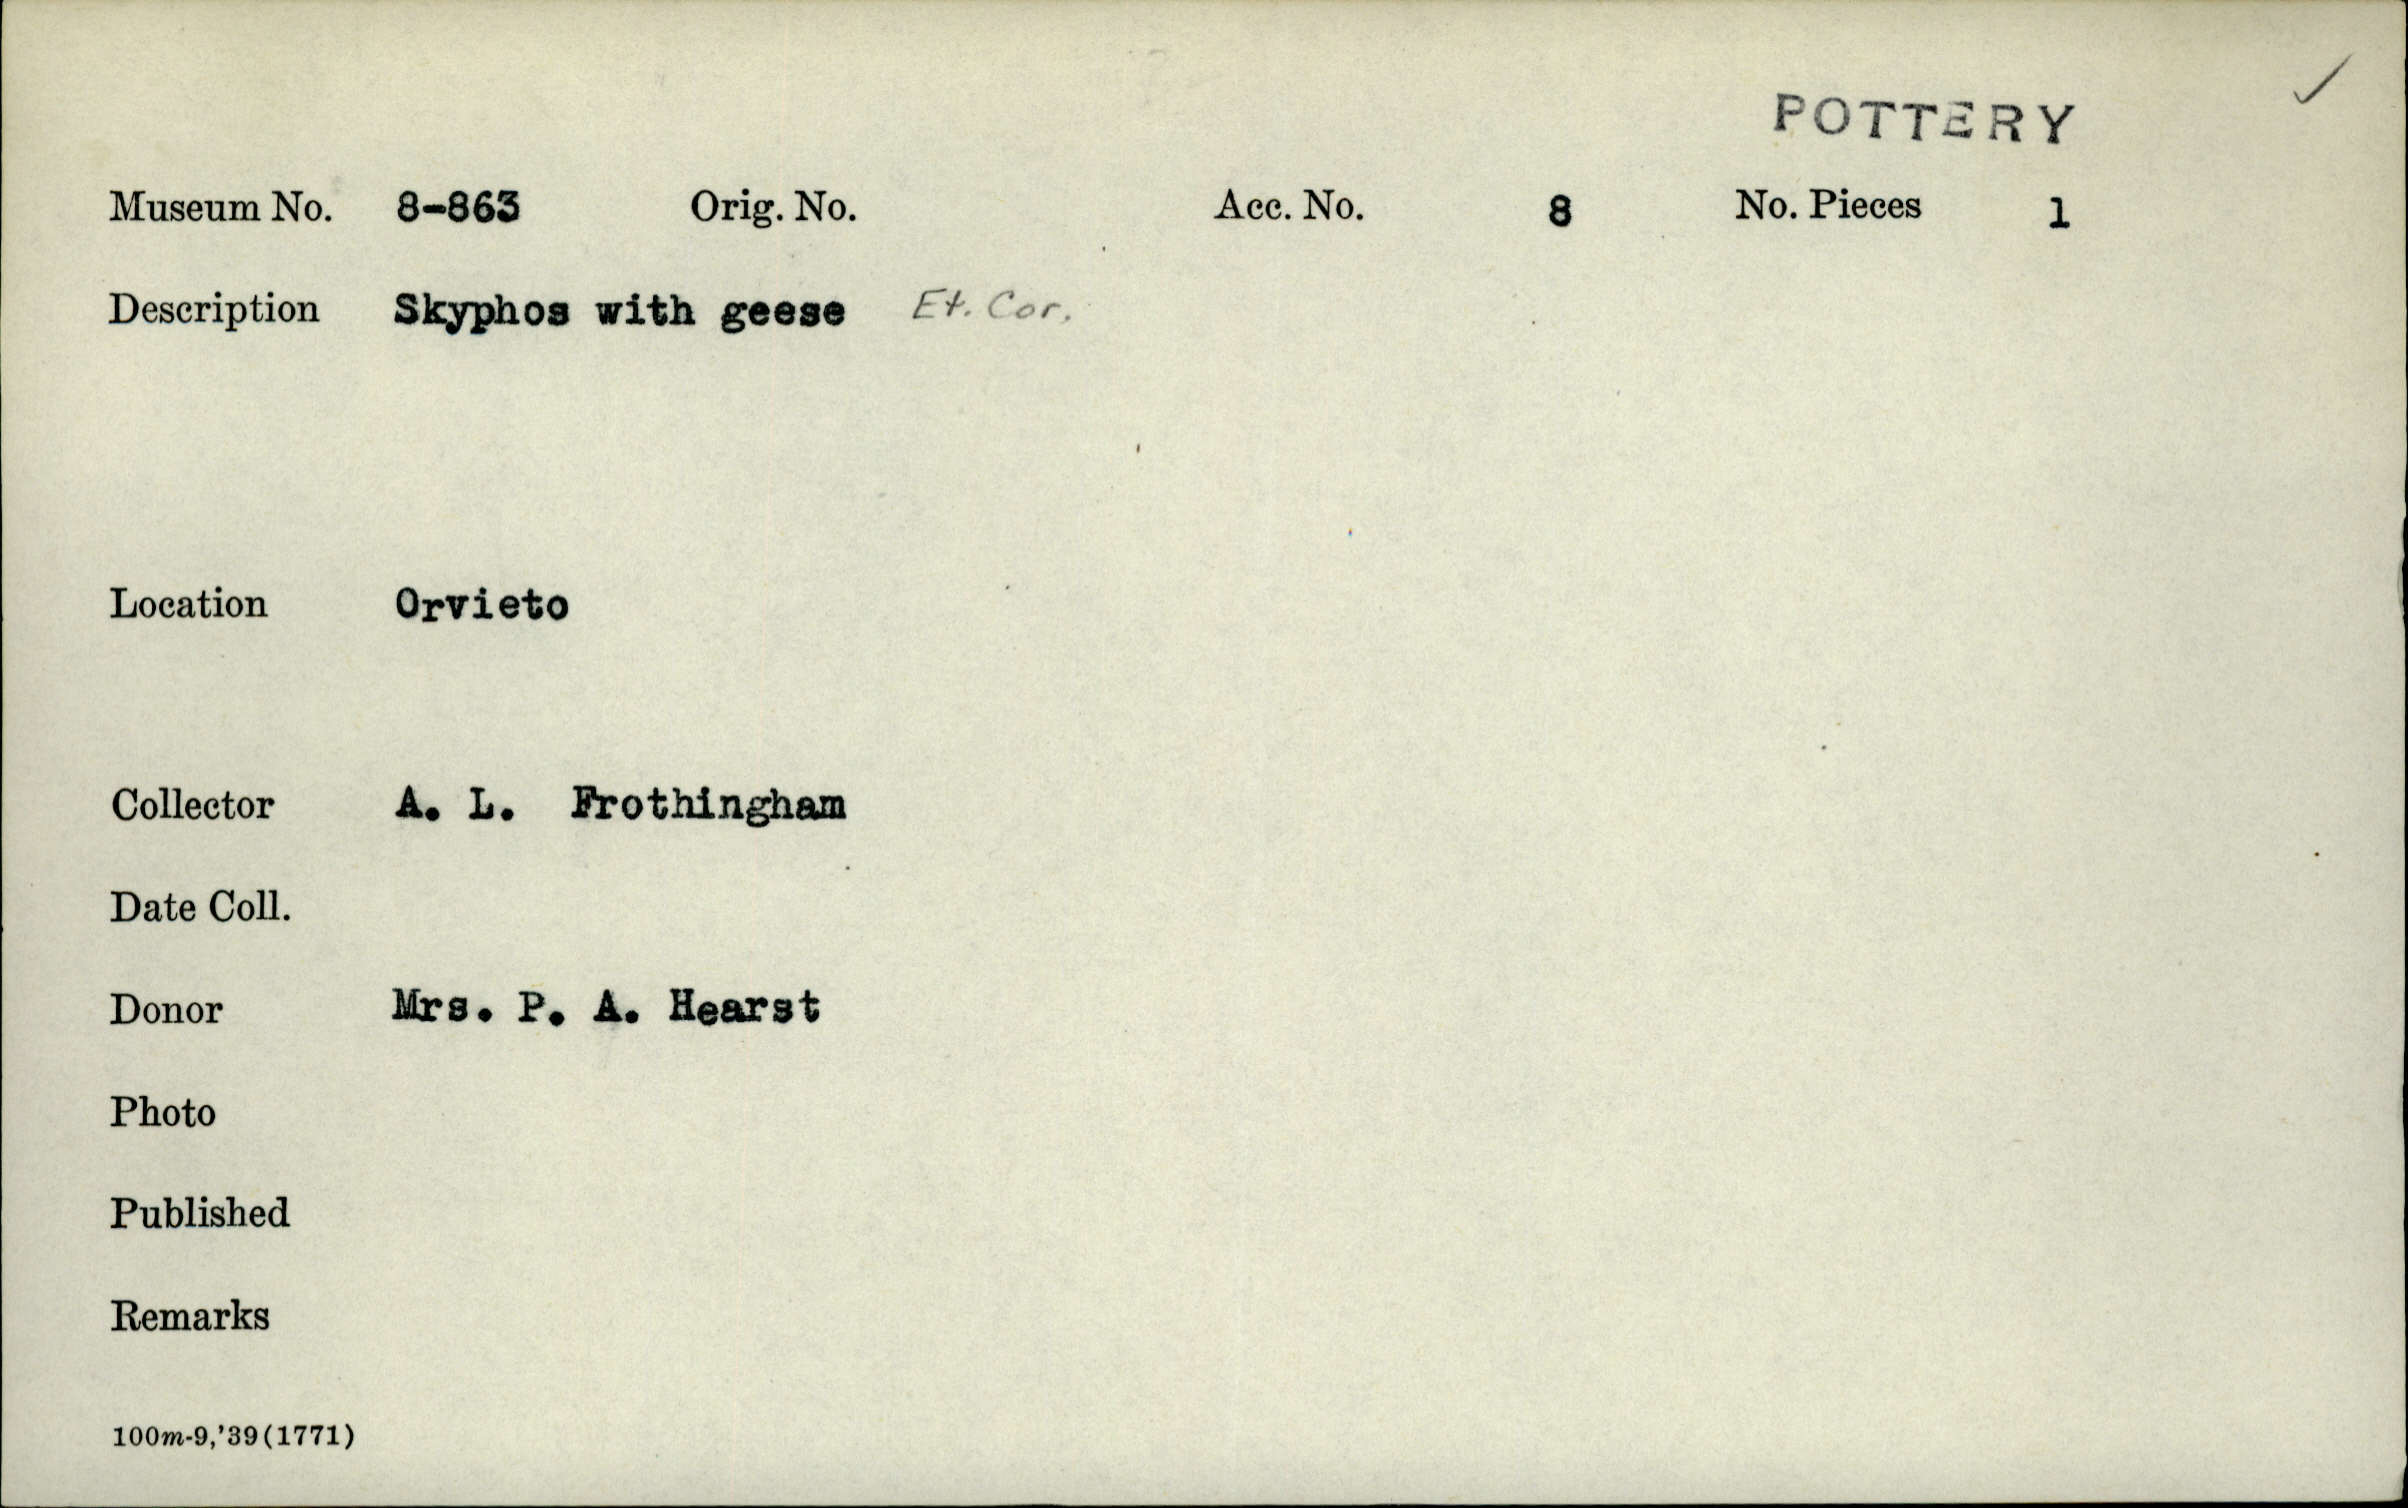 POTTERY ✓
Museum No. 8-863 Orig. No. Acc. No. 8 No. Pieces 1
Description Skyphos with geese Et. Cor.
Location Orvieto
Collector A. L. Frothingham
Date Coll.
Donor Mrs. P. A. Hearst
Photo
Published
Remarks
100m-9,'39(1771)